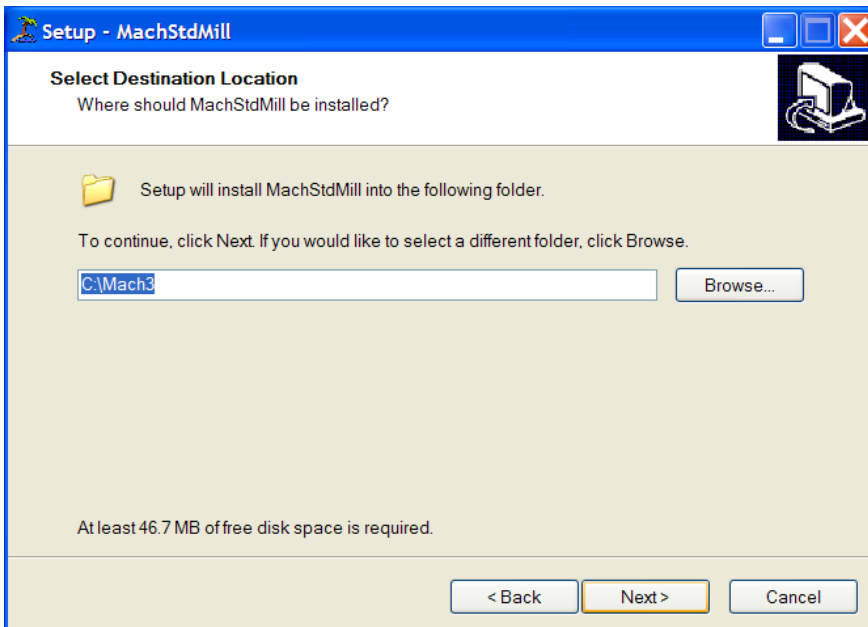 Setup - MachStdMill
Select Destination Location
Where should MachStdMill be installed?
Setup will install MachStdMill into the following folder.
To continue, click Next. If you would like to select a different folder, click Browse.
C:\Mach3
Browse...
At least 46.7 MB of free disk space is required.
< Back
Next >
Cancel